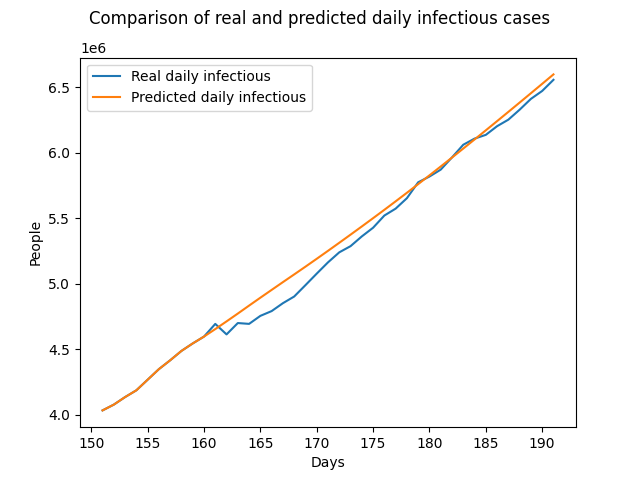 Comparison of real and predicted daily infectious cases
1e6
Real daily infectious
Predicted daily infectious
6.5
6.0
5.5
5.0
4.5
4.0
People
150 155 160 165 170 175 180 185 190
Days